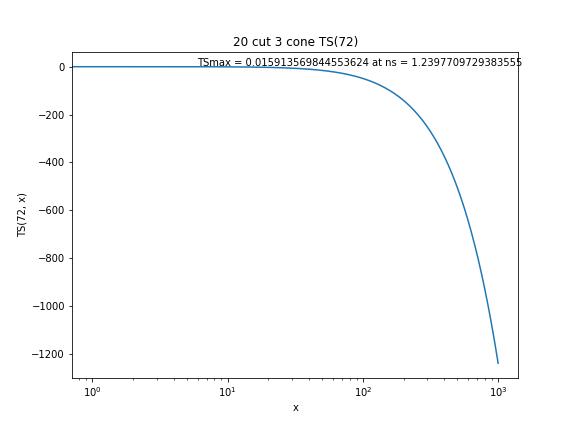 20 cut 3 cone TS(72)
TSmax = 0.015913569844553624 at ns = 1.2397709729383555
0
−200
−400
−600
−800
−1000
−1200
TS(72, x)
10⁰
10¹
10²
10³
x